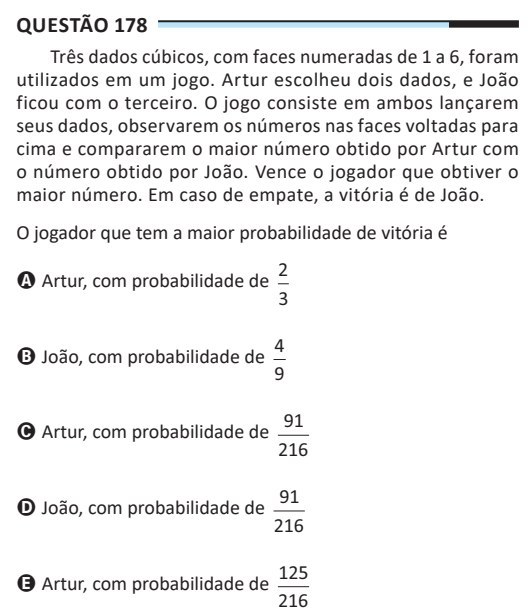 QUESTÃO 178
Três dados cúbicos, com faces numeradas de 1 a 6, foram
utilizados em um jogo. Artur escolheu dois dados, e João
ficou com o terceiro. O jogo consiste em ambos lançarem
seus dados, observarem os números nas faces voltadas para
cima e compararem o maior número obtido por Artur com
o número obtido por João. Vence o jogador que obtiver o
maior número. Em caso de empate, a vitória é de João.
O jogador que tem a maior probabilidade de vitória é
A Artur, com probabilidade de 2/3
B João, com probabilidade de 4/9
C Artur, com probabilidade de 91/216
D João, com probabilidade de 91/216
E Artur, com probabilidade de 125/216